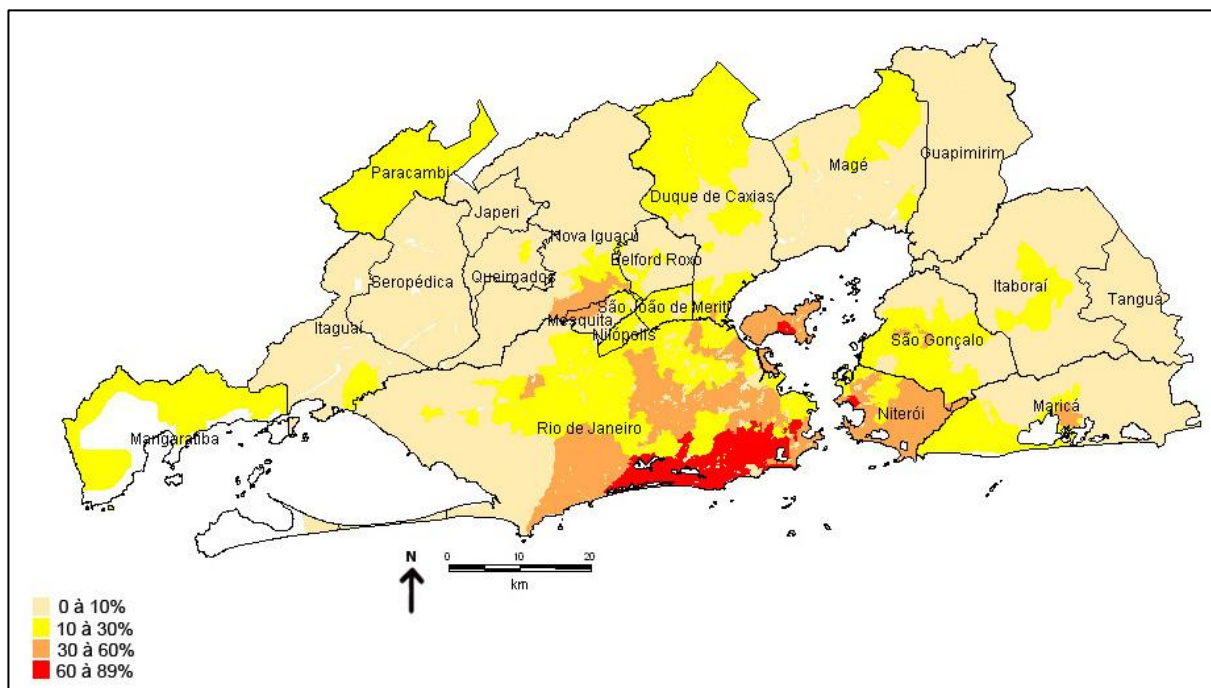 Paracambi
Magé
Guapimirim
Duque de Caxias
Japeri
Nova Iguaçu
Belford Roxo
Queimados
Seropédica
Itaboraí
Tanguá
São João de Meriti
Mesquita
Itaguaí
Nilópolis
São Gonçalo
Maricá
Niterói
Rio de Janeiro
Mangaratiba
N
0 10 20
km
0 à 10%
10 à 30%
30 à 60%
60 à 89%